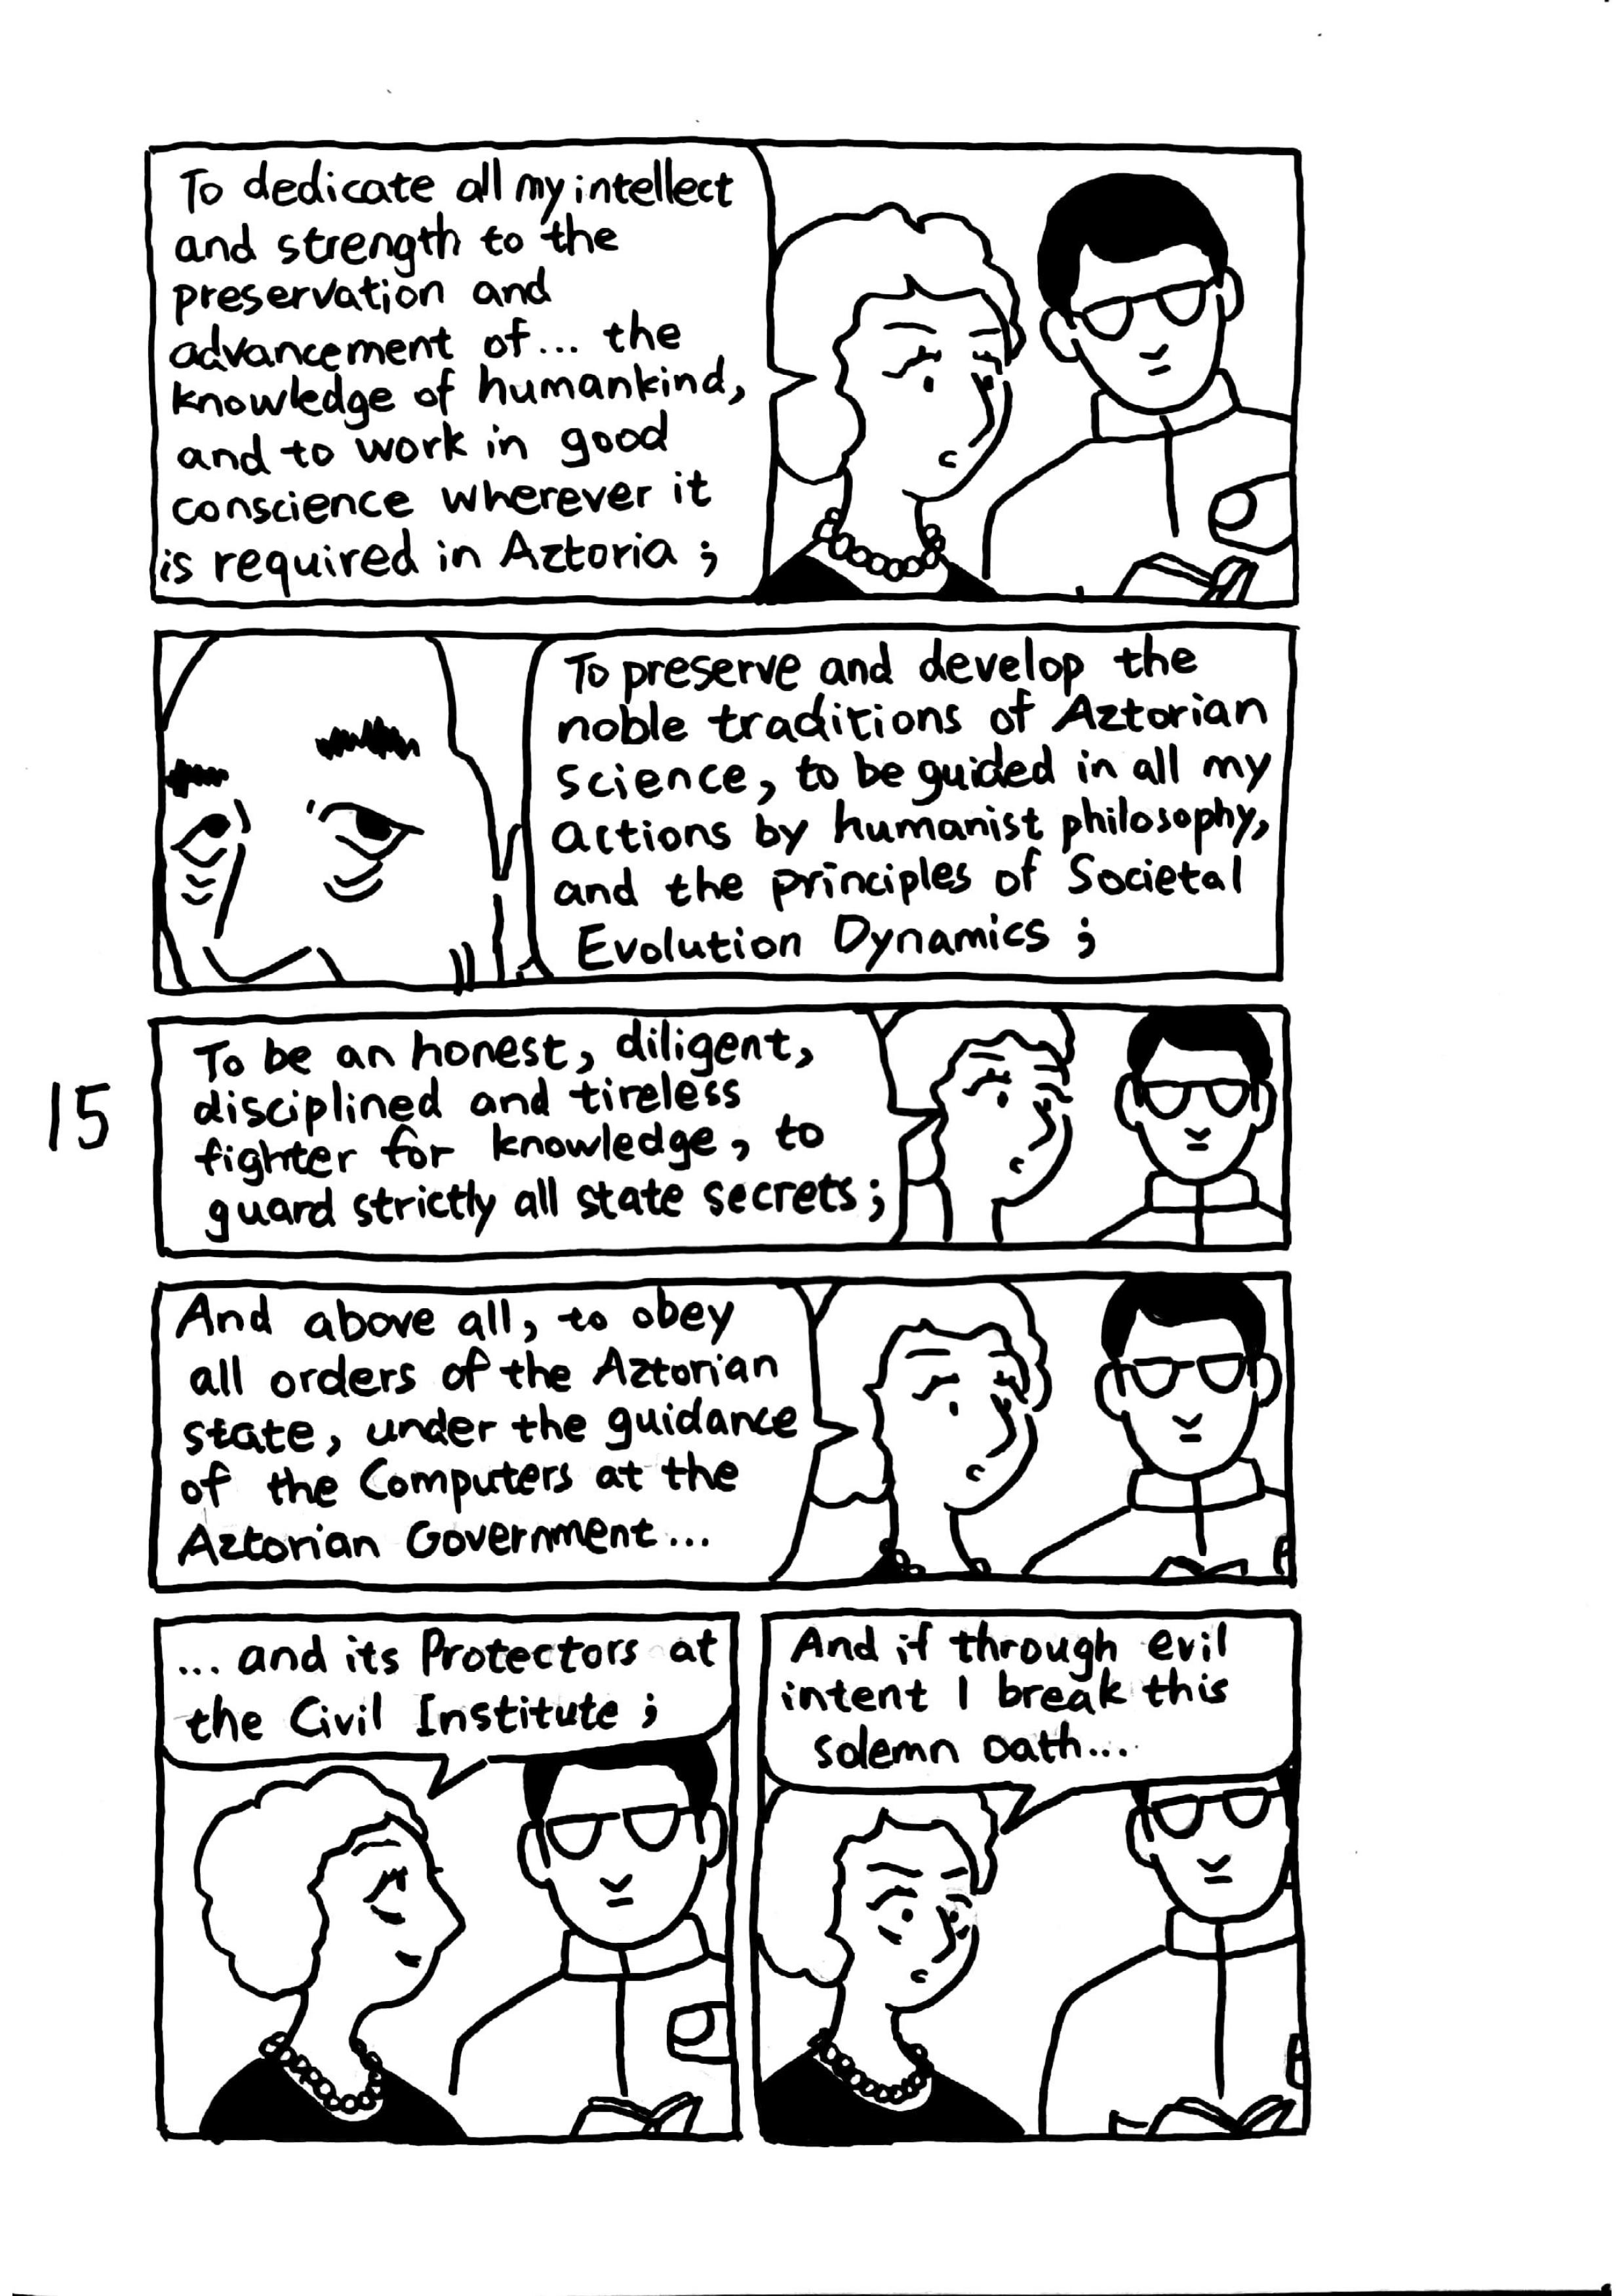 To dedicate all my intellect
and strength to the
preservation and
advancement of... the
knowledge of humankind,
and to work in good
conscience wherever it
is required in Aztoria;
To preserve and develop the
noble traditions of Aztorian
science, to be guided in all my
actions by humanist philosophy,
and the principles of Societal
Evolution Dynamics;
15
To be an honest, diligent,
disciplined and tireless
fighter for knowledge, to
guard strictly all state secrets;
And above all, to obey
all orders of the Aztorian
state, under the guidance
of the Computers at the
Aztorian Government...
... and its Protectors at
the Civil Institute;
And if through evil
intent I break this
solemn oath...